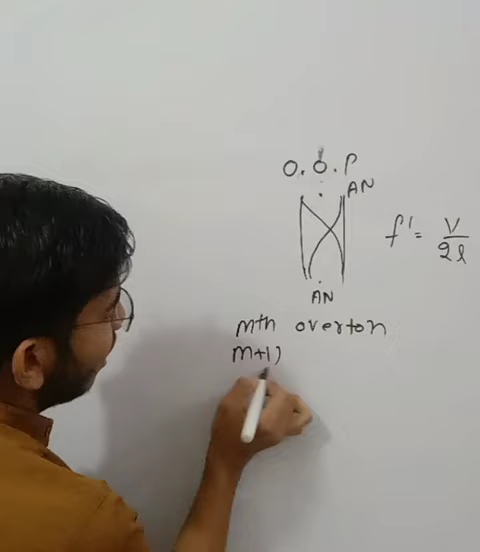 O.O.P
AN
f' = V/2l
AN
mth overton
m+1)